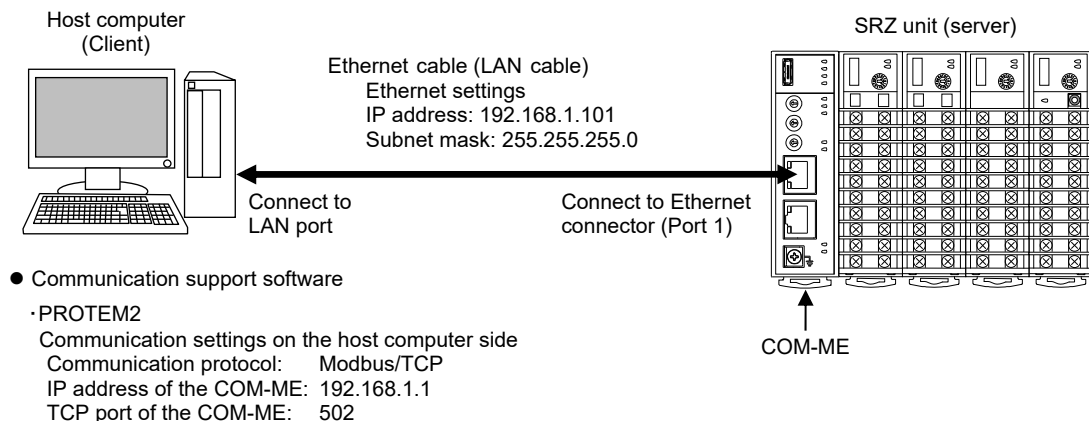 Host computer
(Client)
SRZ unit (server)
Ethernet cable (LAN cable)
Ethernet settings
IP address: 192.168.1.101
Subnet mask: 255.255.255.0
Connect to
LAN port
Connect to Ethernet
connector (Port 1)
● Communication support software
·PROTEM2
Communication settings on the host computer side
Communication protocol: Modbus/TCP
IP address of the COM-ME: 192.168.1.1
TCP port of the COM-ME: 502
COM-ME